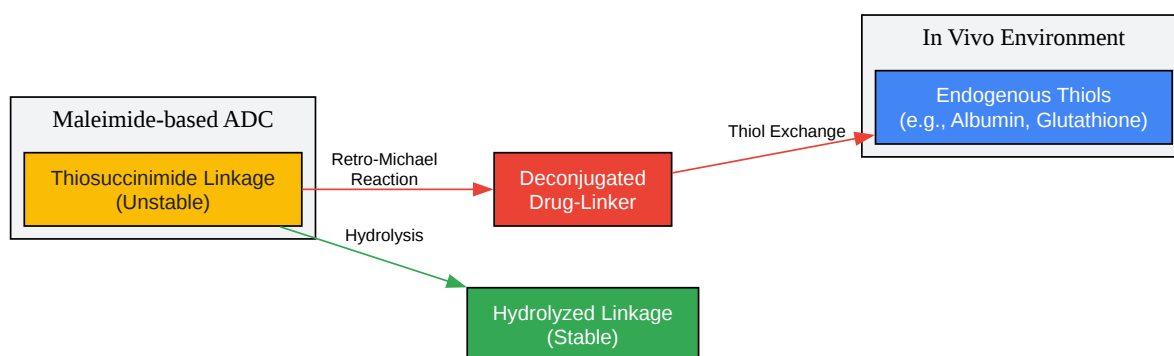 In Vivo Environment
Endogenous Thiols
(e.g., Albumin, Glutathione)
Maleimide-based ADC
Thiosuccinimide Linkage
(Unstable)
Retro-Michael
Reaction
Deconjugated
Drug-Linker
Thiol Exchange
Hydrolysis
Hydrolyzed Linkage
(Stable)